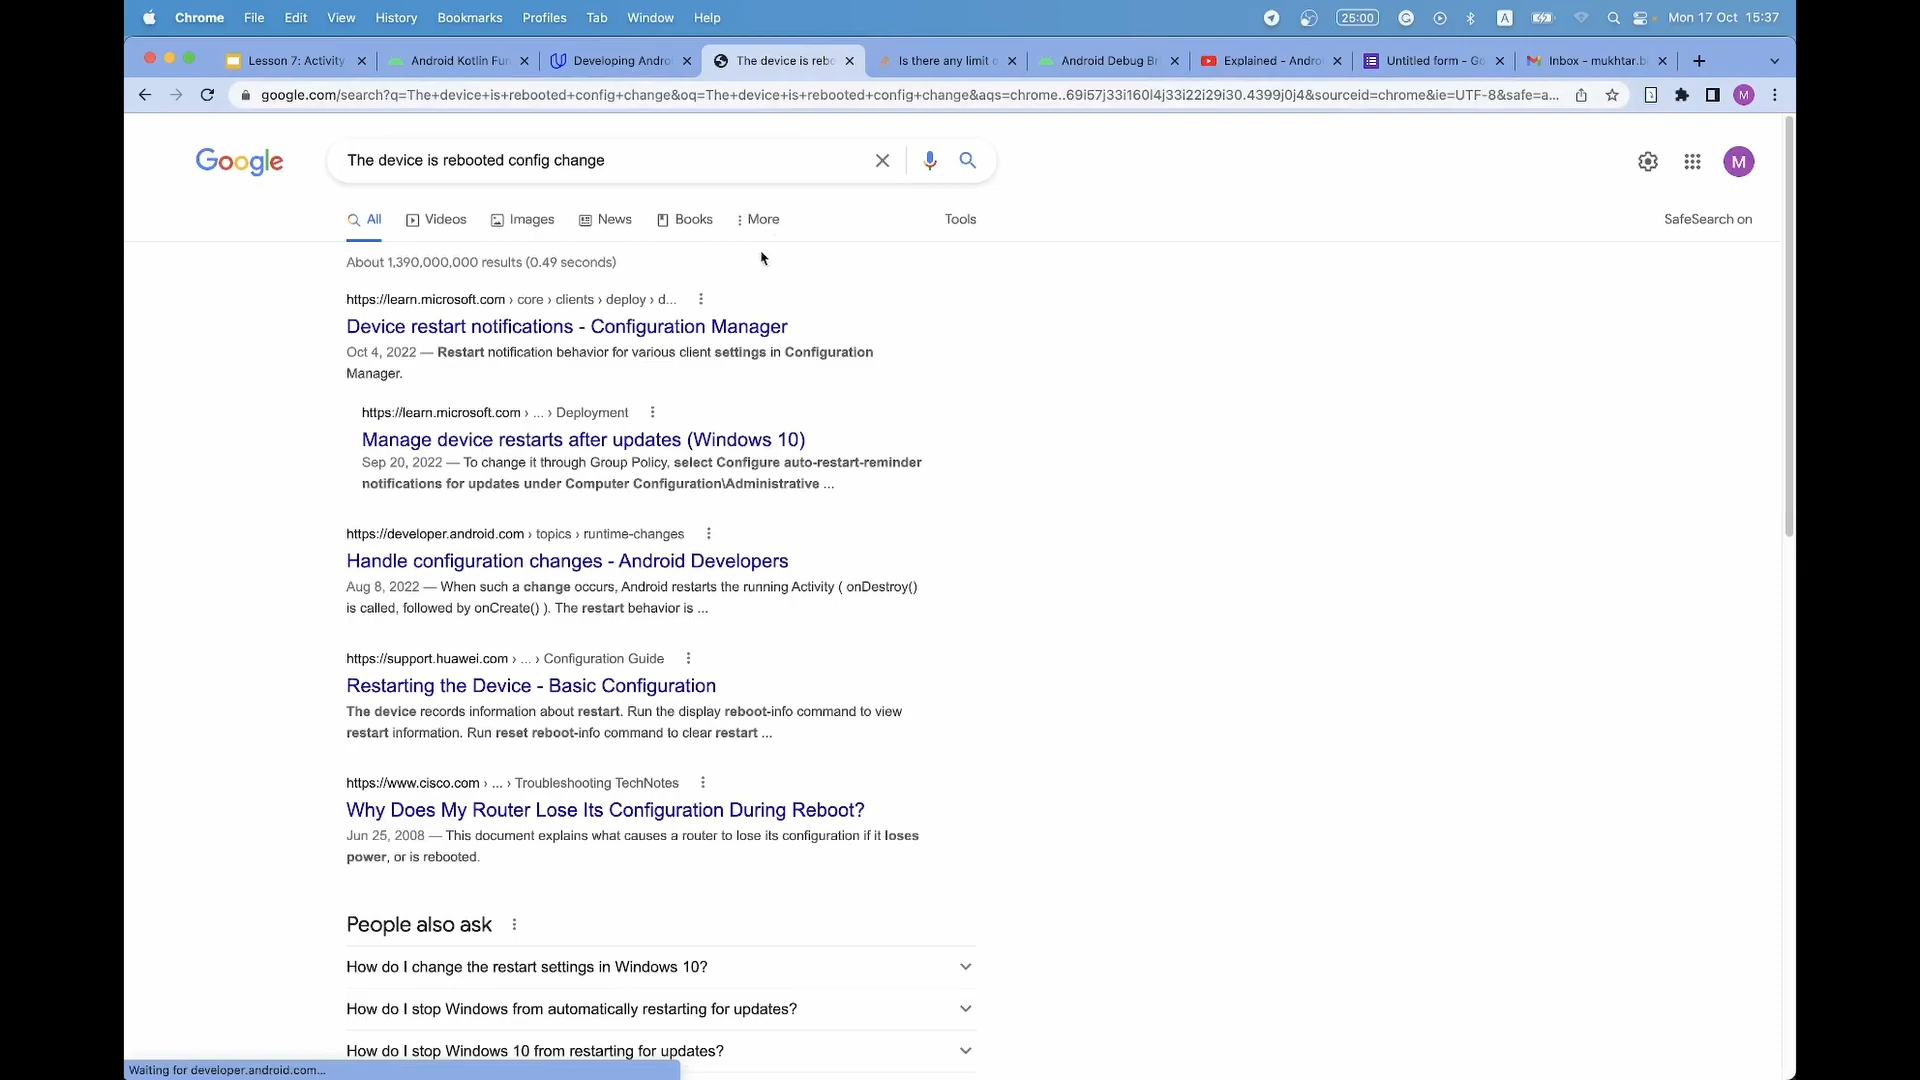 Chrome File Edit View History Bookmarks Profiles Tab Window Help 25:00 A Mon 17 Oct 15:37
Lesson 7: Activity Android Kotlin Fun Developing Andro The device is rebo Is there any limit o Android Debug Br Explained - Andro Untitled form - Go Inbox - mukhtar.b
google.com/search?q=The+device+is+rebooted+config+change&oq=The+device+is+rebooted+config+change&aqs=chrome..69i57j33i160l4j33i22i29i30.4399j0j4&sourceid=chrome&ie=UTF-8&safe=a... M
Google The device is rebooted config change M
All Videos Images News Books More Tools SafeSearch on
About 1,390,000,000 results (0.49 seconds)
https://learn.microsoft.com › core › clients › deploy › d...
Device restart notifications - Configuration Manager
Oct 4, 2022 — Restart notification behavior for various client settings in Configuration
Manager.
https://learn.microsoft.com › ... › Deployment
Manage device restarts after updates (Windows 10)
Sep 20, 2022 — To change it through Group Policy, select Configure auto-restart-reminder
notifications for updates under Computer Configuration\Administrative ...
https://developer.android.com › topics › runtime-changes
Handle configuration changes - Android Developers
Aug 8, 2022 — When such a change occurs, Android restarts the running Activity ( onDestroy()
is called, followed by onCreate() ). The restart behavior is ...
https://support.huawei.com › ... › Configuration Guide
Restarting the Device - Basic Configuration
The device records information about restart. Run the display reboot-info command to view
restart information. Run reset reboot-info command to clear restart ...
https://www.cisco.com › ... › Troubleshooting TechNotes
Why Does My Router Lose Its Configuration During Reboot?
Jun 25, 2008 — This document explains what causes a router to lose its configuration if it loses
power, or is rebooted.
People also ask
How do I change the restart settings in Windows 10?
How do I stop Windows from automatically restarting for updates?
How do I stop Windows 10 from restarting for updates?
Waiting for developer.android.com...